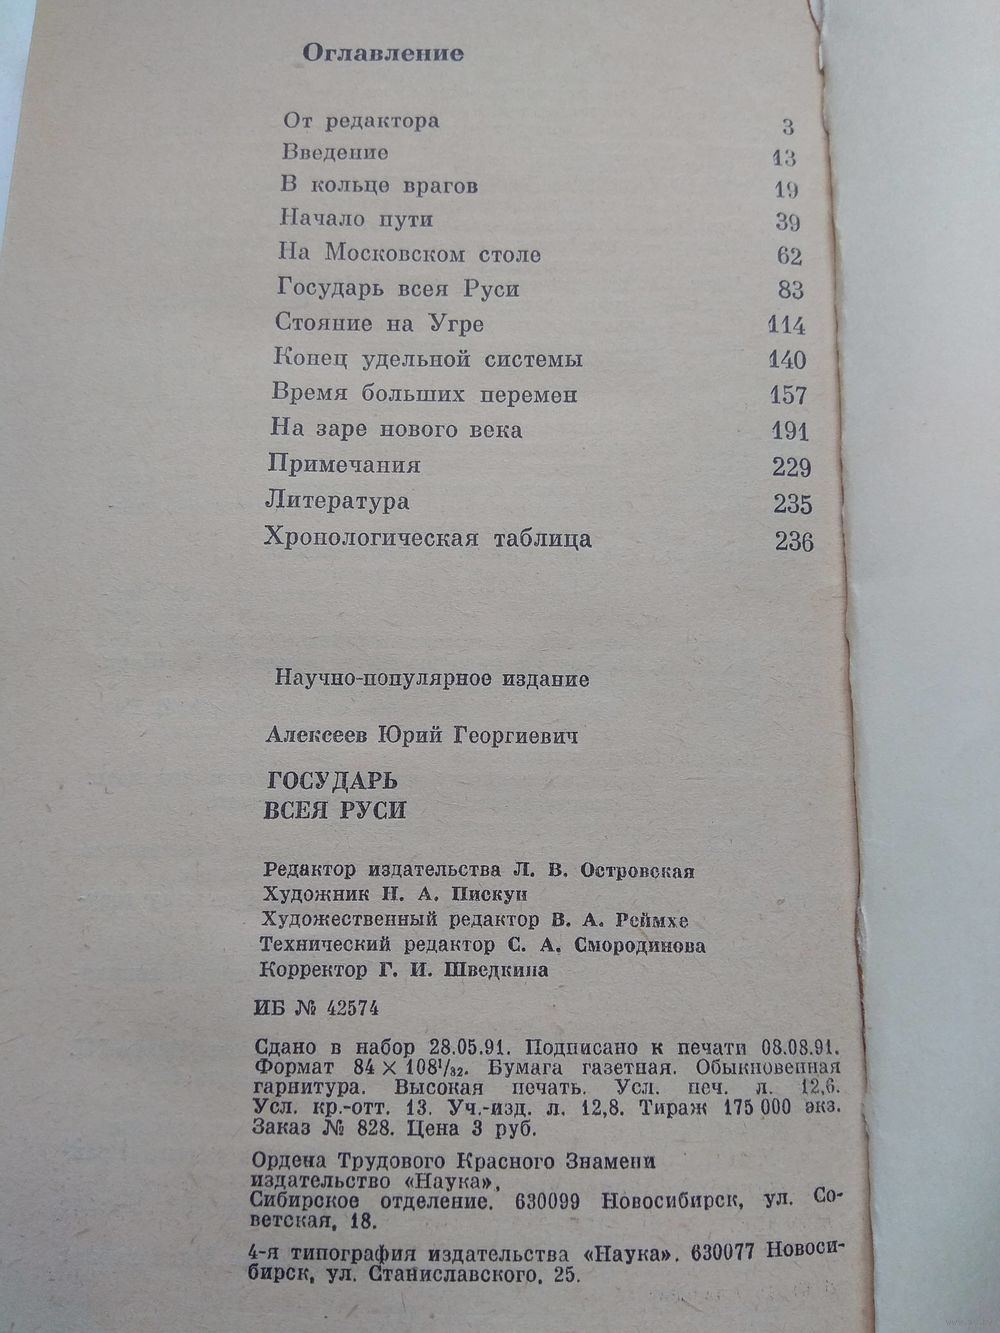 Оглавление
От редактора 3
Введение 13
В кольце врагов 19
Начало пути 39
На Московском столе 62
Государь всея Руси 83
Стояние на Угре 114
Конец удельной системы 140
Время больших перемен 157
На заре нового века 191
Примечания 229
Литература 235
Хронологическая таблица 236
Научно-популярное издание
Алексеев Юрий Георгиевич
ГОСУДАРЬ
ВСЕЯ РУСИ
Редактор издательства Л. В. Островская
Художник Н. А. Пискун
Художественный редактор В. А. Реймхе
Технический редактор С. А. Смородинова
Корректор Г. И. Шведкина
ИБ № 42574
Сдано в набор 28.05.91. Подписано к печати 08.08.91.
Формат 84 × 108¹/₃₂. Бумага газетная. Обыкновенная
гарнитура. Высокая печать. Усл. печ. л. 12,6.
Усл. кр.-отт. 13. Уч.-изд. л. 12,8. Тираж 175 000 экз.
Заказ № 828. Цена 3 руб.
Ордена Трудового Красного Знамени
издательство «Наука»,
Сибирское отделение. 630099 Новосибирск, ул. Со-
ветская, 18.
4-я типография издательства «Наука». 630077 Новоси-
бирск, ул. Станиславского, 25.